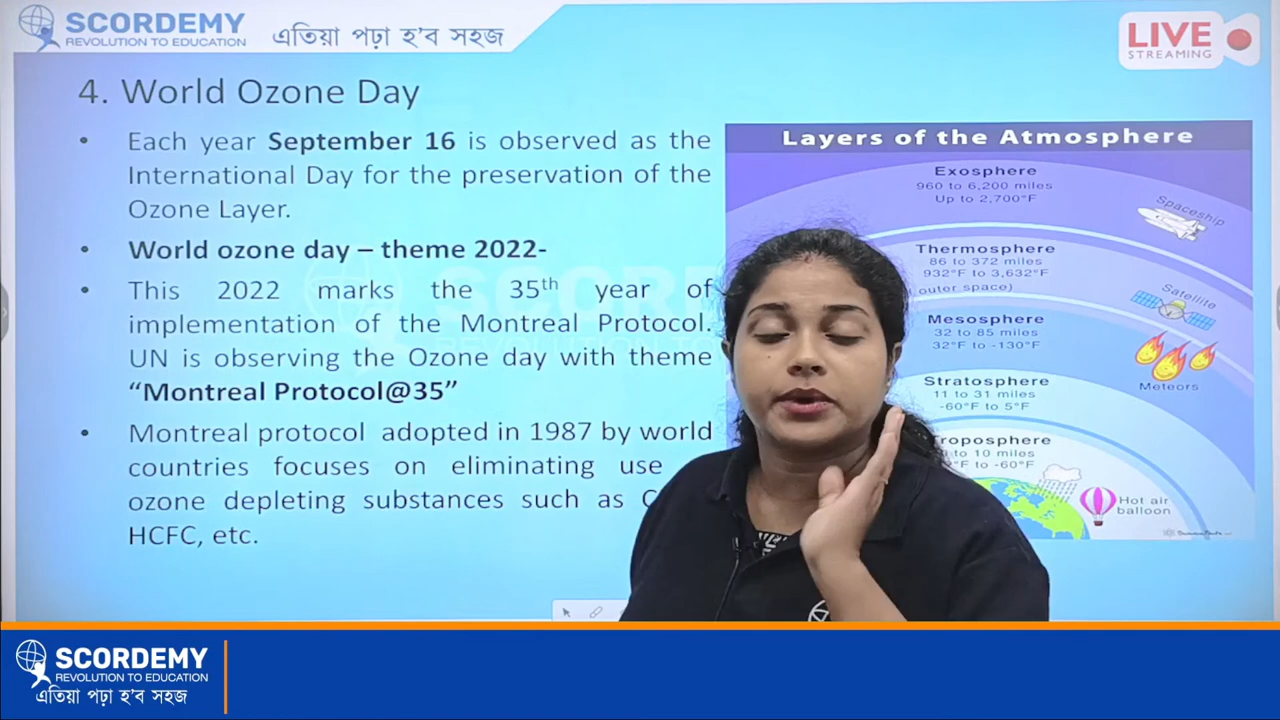 SCORDEMY
REVOLUTION TO EDUCATION
এতিয়া পঢ়া হ'ব সহজ
LIVE
STREAMING
4. World Ozone Day
• Each year September 16 is observed as the
International Day for the preservation of the
Ozone Layer.
• World ozone day – theme 2022-
• This 2022 marks the 35th year of
implementation of the Montreal Protocol.
UN is observing the Ozone day with theme
“Montreal Protocol@35”
• Montreal protocol adopted in 1987 by world
countries focuses on eliminating use
ozone depleting substances such as
HCFC, etc.
Layers of the Atmosphere
Exosphere
960 to 6,200 miles
Up to 2,700°F
Spaceship
Thermosphere
86 to 372 miles
932°F to 3,632°F
outer space)
Satellite
Mesosphere
32 to 85 miles
32°F to -130°F
Meteors
Stratosphere
11 to 31 miles
-60°F to 5°F
Troposphere
to 10 miles
to -60°F
Hot air
balloon
SCORDEMY
REVOLUTION TO EDUCATION
এতিয়া পঢ়া হ'ব সহজ